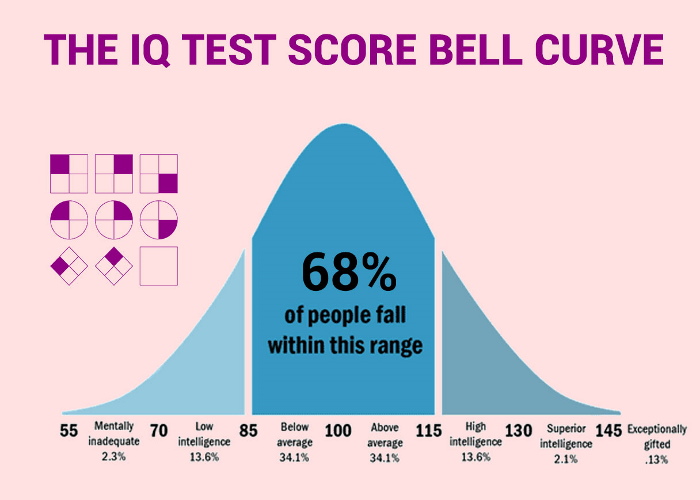 THE IQ TEST SCORE BELL CURVE
68%
of people fall
within this range
55 Mentally 70 Low 85 Below 100 Above 115 High 130 Superior 145 Exceptionally
inadequate intelligence average average intelligence intelligence gifted
2.3% 13.6% 34.1% 34.1% 13.6% 2.1% .13%